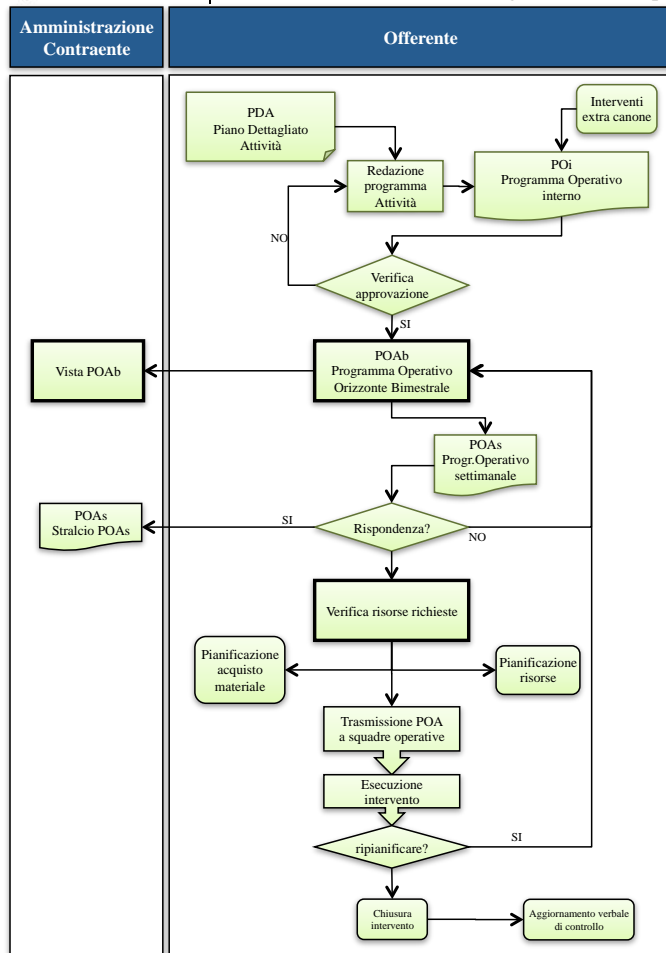 Amministrazione
Contraente
Offerente
PDA
Piano Dettagliato
Attività
Interventi
extra canone
Redazione
programma
Attività
POi
Programma Operativo
interno
NO
Verifica
approvazione
SI
Vista POAb
POAb
Programma Operativo
Orizzonte Bimestrale
POAs
Progr.Operativo
settimanale
POAs
Stralcio POAs
SI
Rispondenza?
NO
Verifica risorse richieste
Pianificazione
acquisto
materiale
Pianificazione
risorse
Trasmissione POA
a squadre operative
Esecuzione
intervento
ripianificare?
SI
Chiusura
intervento
Aggiornamento verbale
di controllo